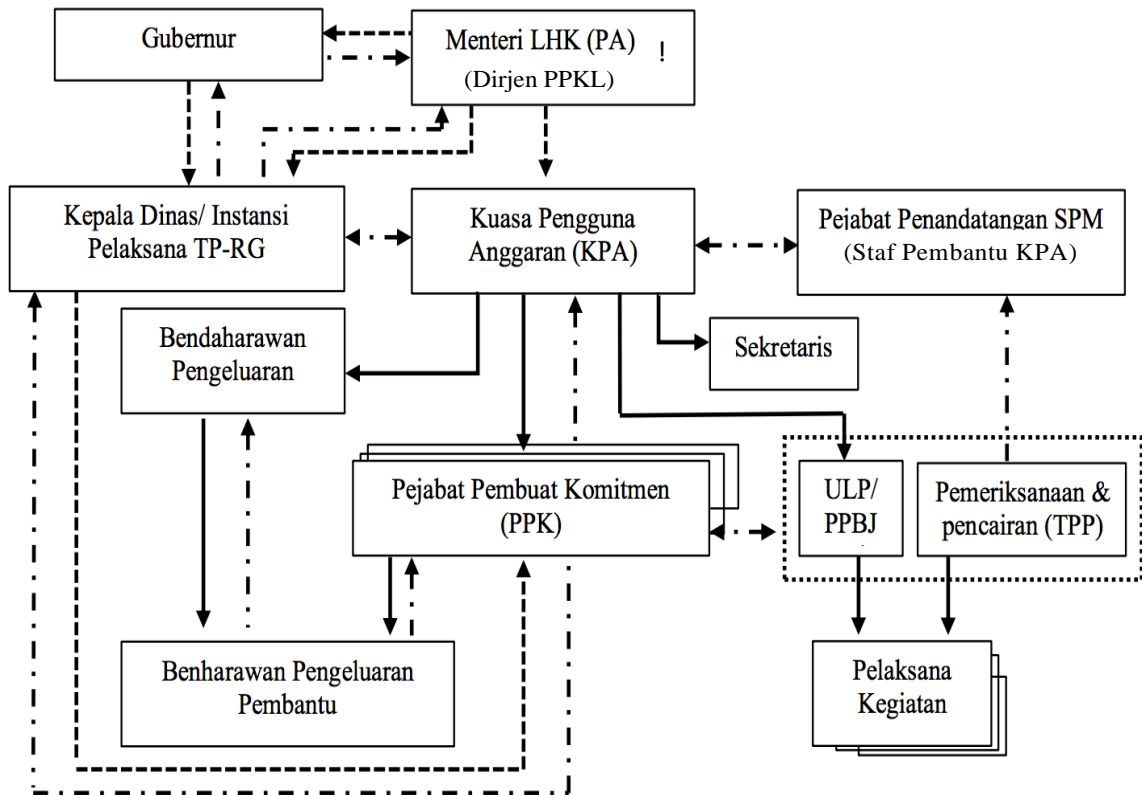 Gubernur
Menteri LHK (PA) !
(Dirjen PPKL)
Kepala Dinas/ Instansi
Pelaksana TP-RG
Kuasa Pengguna
Anggaran (KPA)
Pejabat Penandatangan SPM
(Staf Pembantu KPA)
Bendaharawan
Pengeluaran
Sekretaris
Pejabat Pembuat Komitmen
(PPK)
ULP/
PPBJ
Pemeriksanaan &
pencairan (TPP)
Benharawan Pengeluaran
Pembantu
Pelaksana
Kegiatan